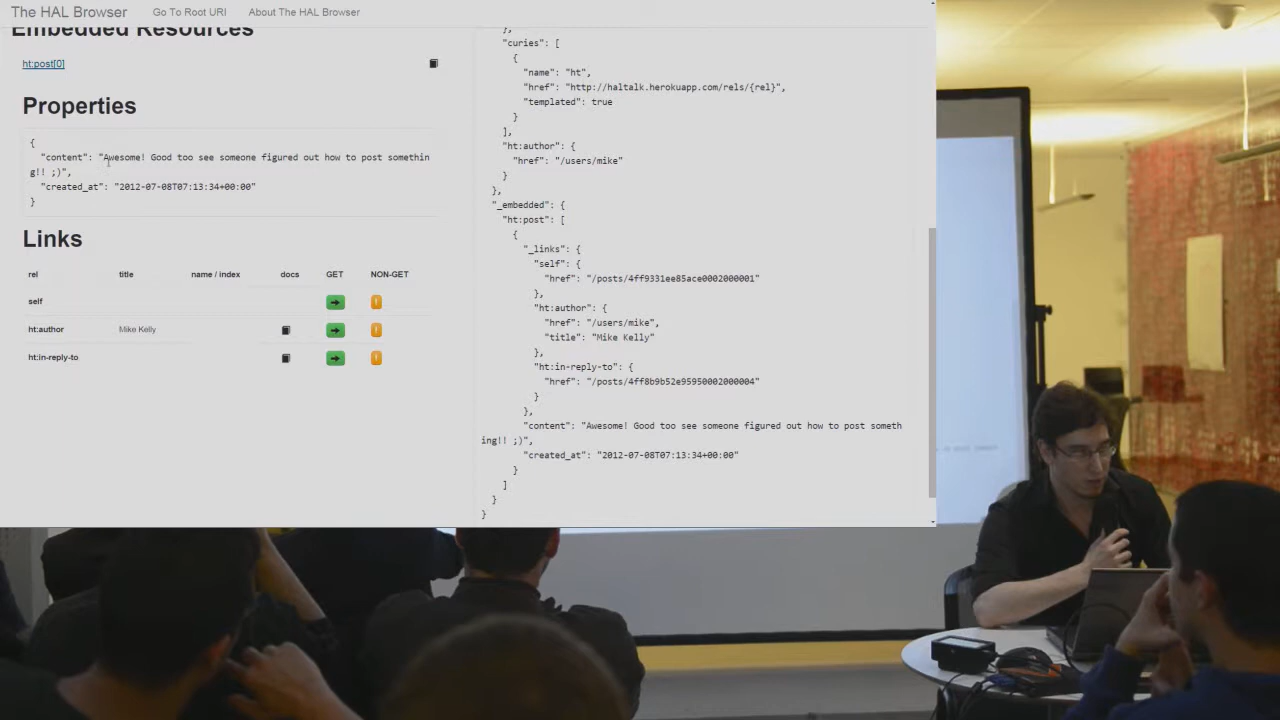 The HAL Browser Go To Root URI About The HAL Browser
Embedded Resources
ht:post[0]
Properties
{
"content": "Awesome! Good too see someone figured out how to post somethin
g!! ;)",
"created_at": "2012-07-08T07:13:34+00:00"
}
Links
rel title name / index docs GET NON-GET
self
ht:author Mike Kelly
ht:in-reply-to
},
"curies": [
{
"name": "ht",
"href": "http://haltalk.herokuapp.com/rels/{rel}",
"templated": true
}
],
"ht:author": {
"href": "/users/mike"
}
},
"_embedded": {
"ht:post": [
{
"_links": {
"self": {
"href": "/posts/4ff9331ee85ace0002000001"
},
"ht:author": {
"href": "/users/mike",
"title": "Mike Kelly"
},
"ht:in-reply-to": {
"href": "/posts/4ff8b9b52e95950002000004"
}
},
"content": "Awesome! Good too see someone figured out how to post someth
ing!! ;)",
"created_at": "2012-07-08T07:13:34+00:00"
}
]
}
}